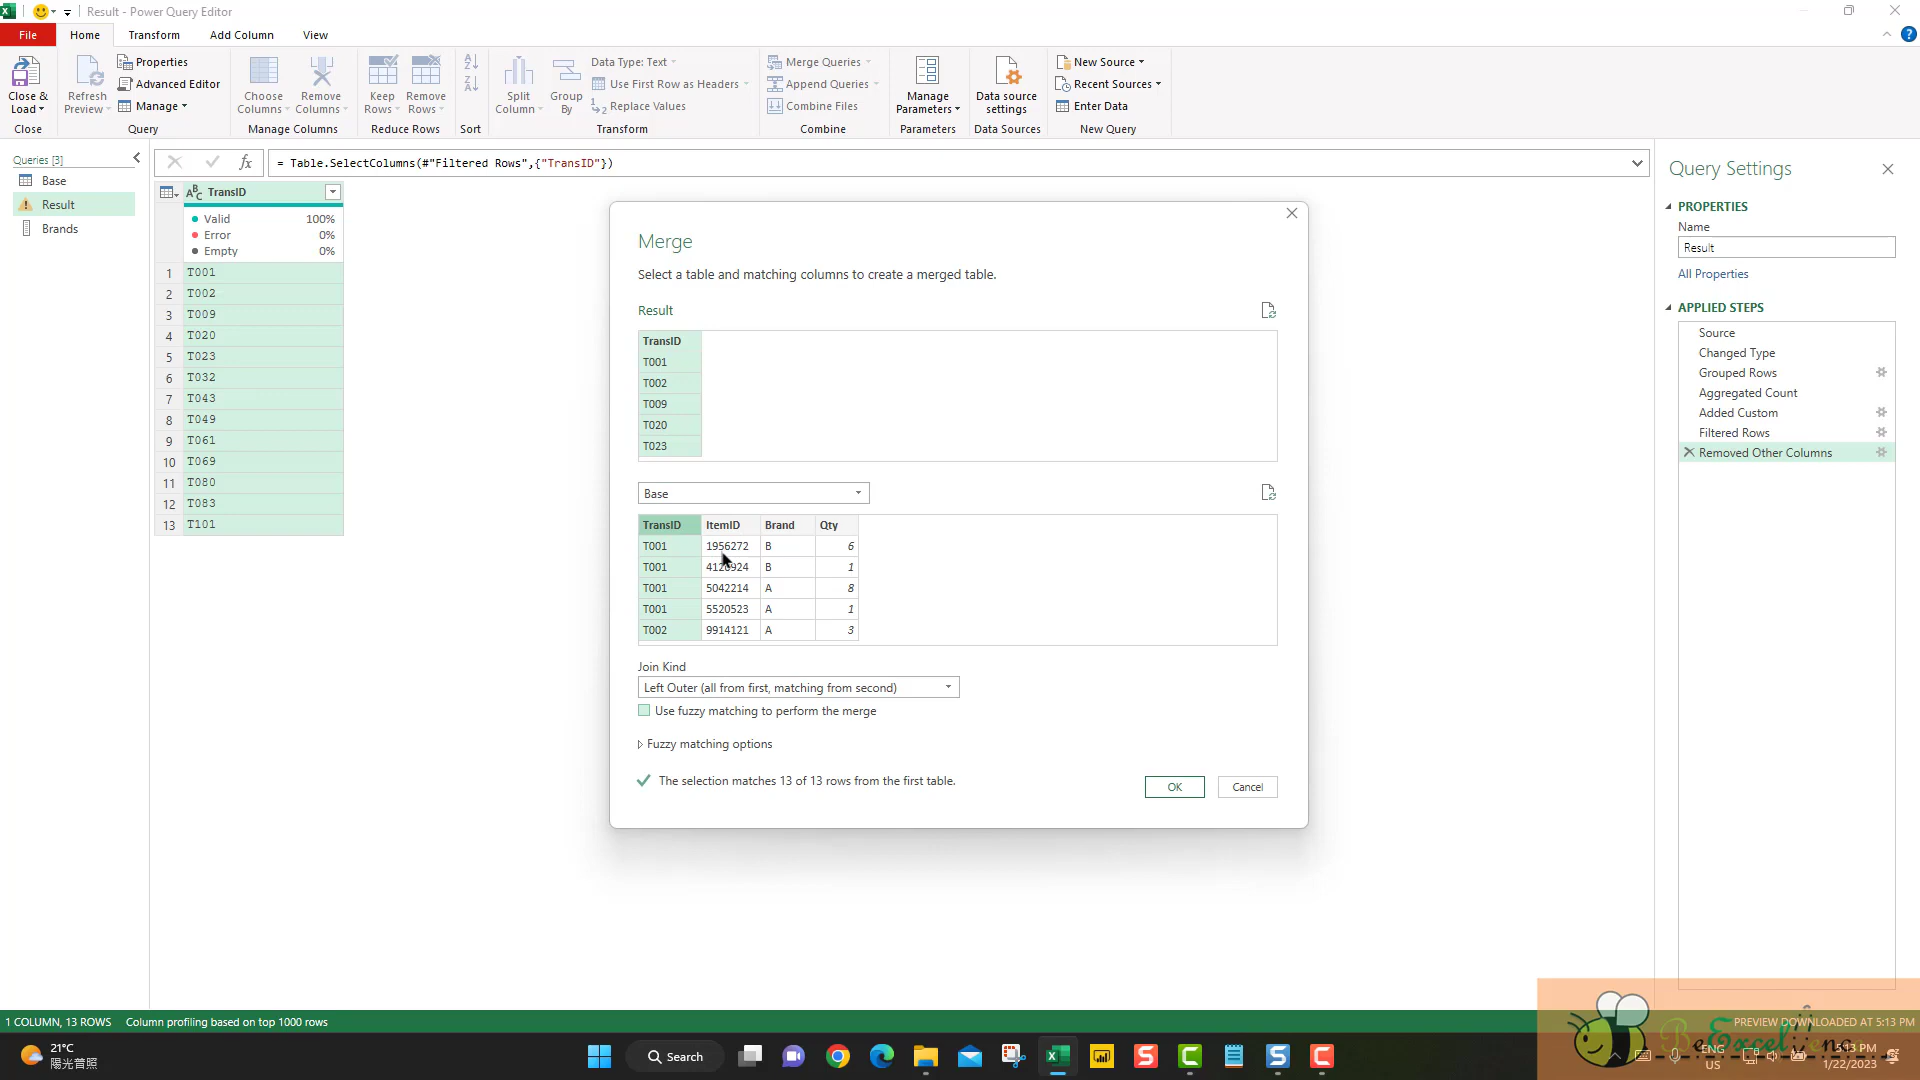 Result - Power Query Editor
File
Home
Transform
Add Column
View
Close &
Load
Close
Refresh
Preview
Properties
Advanced Editor
Manage
Query
Choose
Columns
Remove
Columns
Manage Columns
Keep
Rows
Remove
Rows
Reduce Rows
Sort
Split
Column
Group
By
Data Type: Text
Use First Row as Headers
Replace Values
Transform
Merge Queries
Append Queries
Combine Files
Combine
Manage
Parameters
Parameters
Data source
settings
Data Sources
New Source
Recent Sources
Enter Data
New Query
Queries [3]
Base
Result
Brands
fx
= Table.SelectColumns(#"Filtered Rows",{"TransID"})
ABC TransID
Valid 100%
Error 0%
Empty 0%
1 T001
2 T002
3 T009
4 T020
5 T023
6 T032
7 T043
8 T049
9 T061
10 T069
11 T080
12 T083
13 T101
Merge
Select a table and matching columns to create a merged table.
Result
TransID
T001
T002
T009
T020
T023
Base
TransID ItemID Brand Qty
T001 1956272 B 6
T001 B 1
T001 5042214 A 8
T001 5520523 A 1
T002 9914121 A 3
Join Kind
Left Outer (all from first, matching from second)
Use fuzzy matching to perform the merge
Fuzzy matching options
The selection matches 13 of 13 rows from the first table.
OK
Cancel
Query Settings
PROPERTIES
Name
Result
All Properties
APPLIED STEPS
Source
Changed Type
Grouped Rows
Aggregated Count
Added Custom
Filtered Rows
Removed Other Columns
1 COLUMN, 13 ROWS
Column profiling based on top 1000 rows
PREVIEW DOWNLOADED AT 5:13 PM
21°C
陽光普照
Search
ENG
US
5:13 PM
1/22/2023